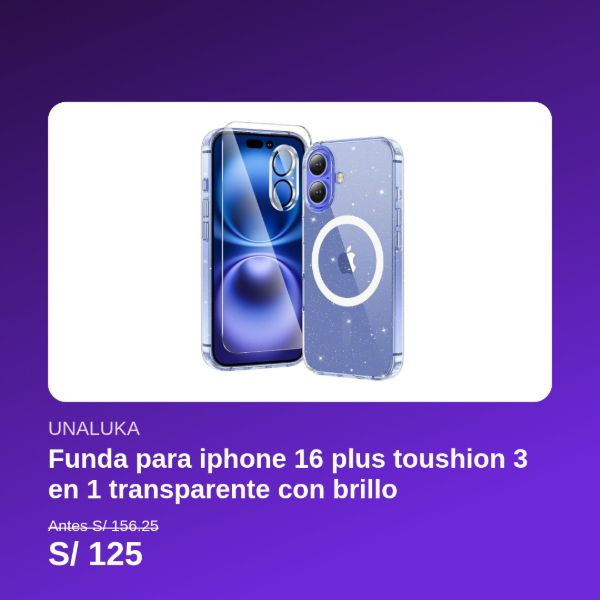 UNALUKA
Funda para iphone 16 plus toushion 3
en 1 transparente con brillo
Antes S/ 156.25
S/ 125